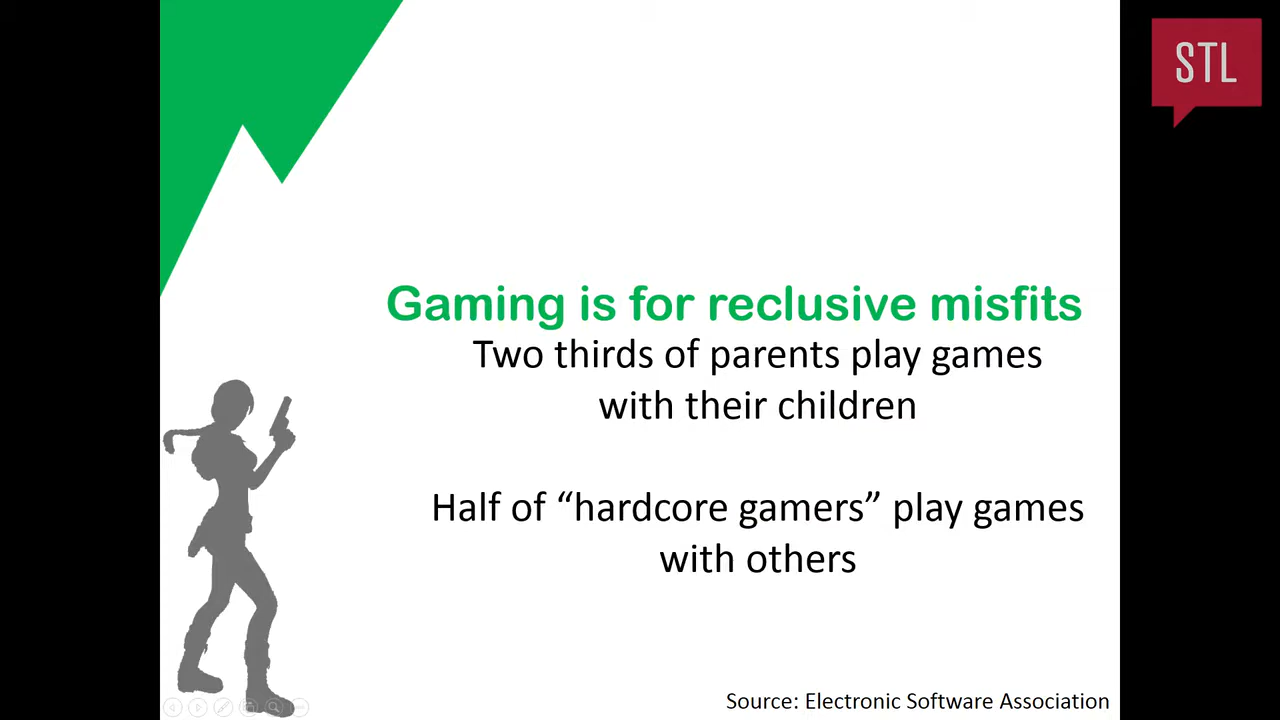 STL
Gaming is for reclusive misfits
Two thirds of parents play games
with their children
Half of “hardcore gamers” play games
with others
Source: Electronic Software Association